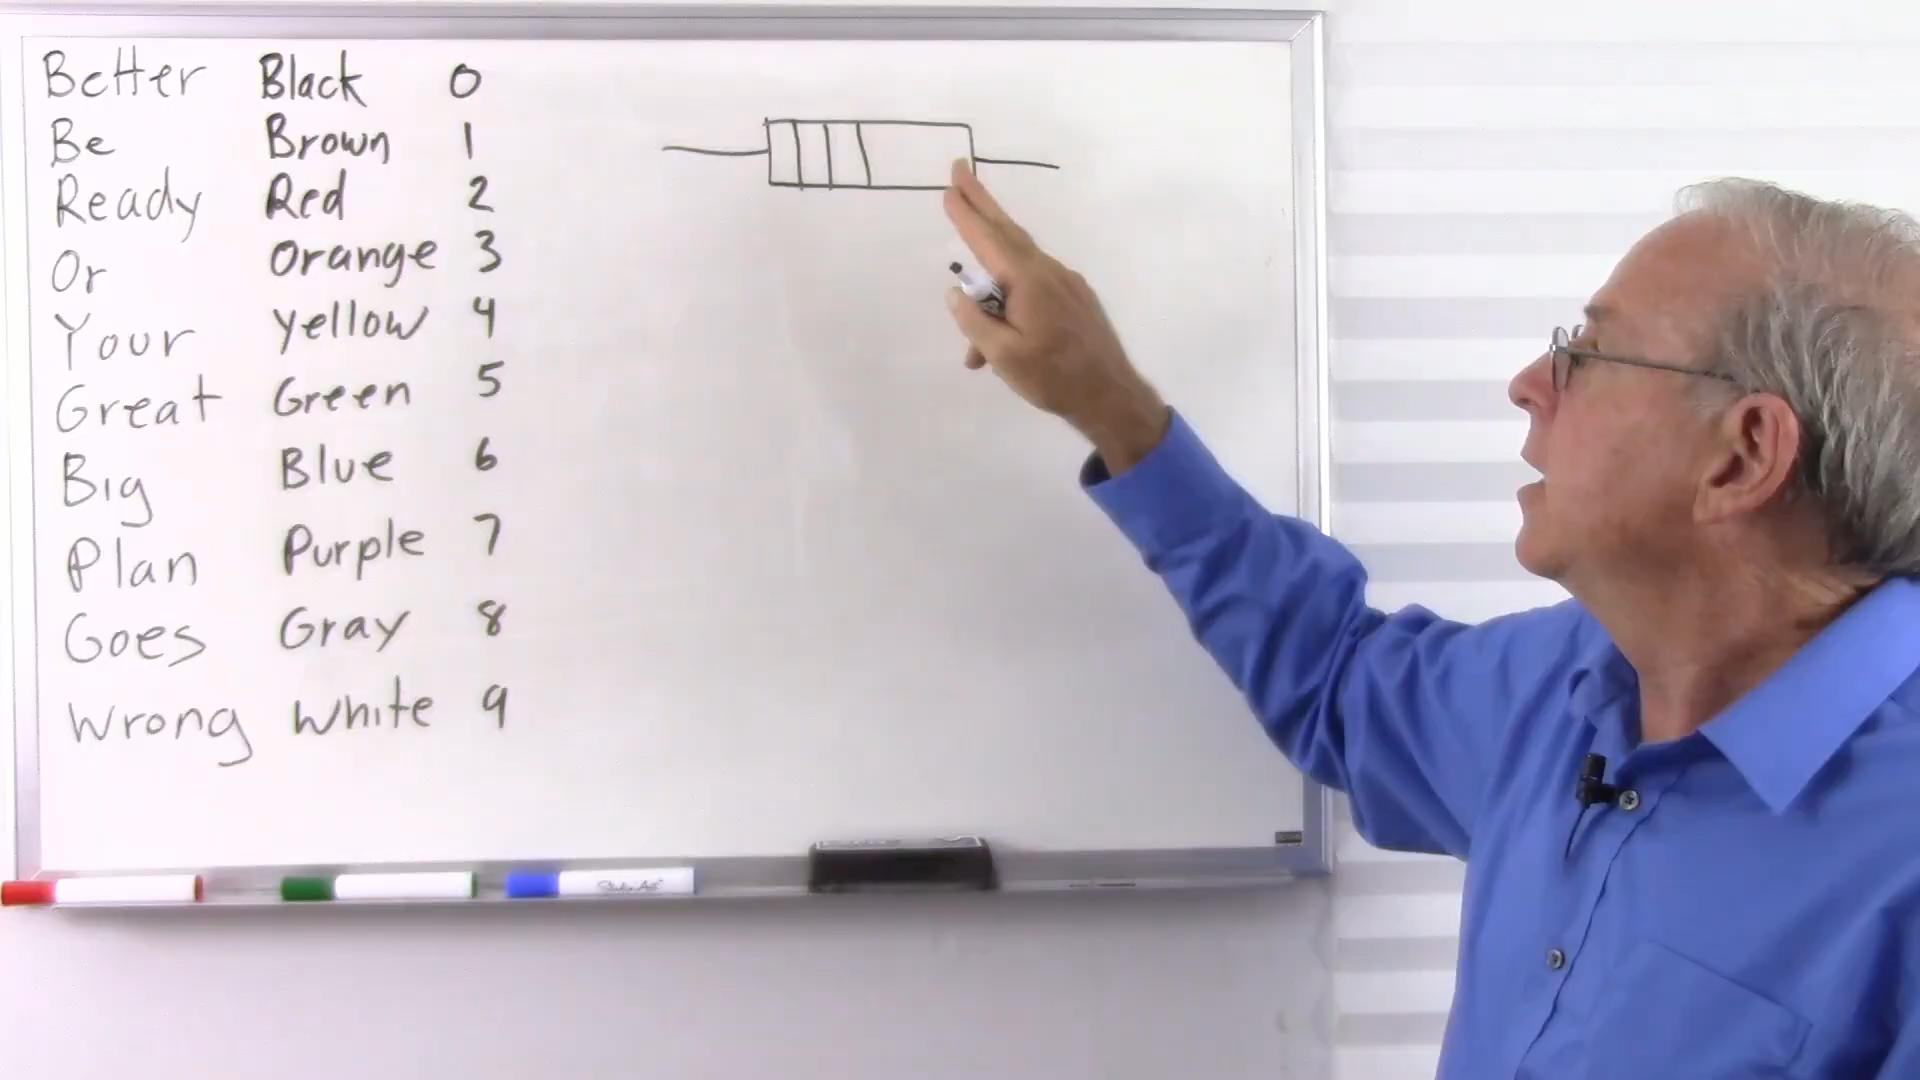 Better Black 0
Be Brown 1
Ready Red 2
Or Orange 3
Your Yellow 4
Great Green 5
Big Blue 6
Plan Purple 7
Goes Gray 8
Wrong White 9